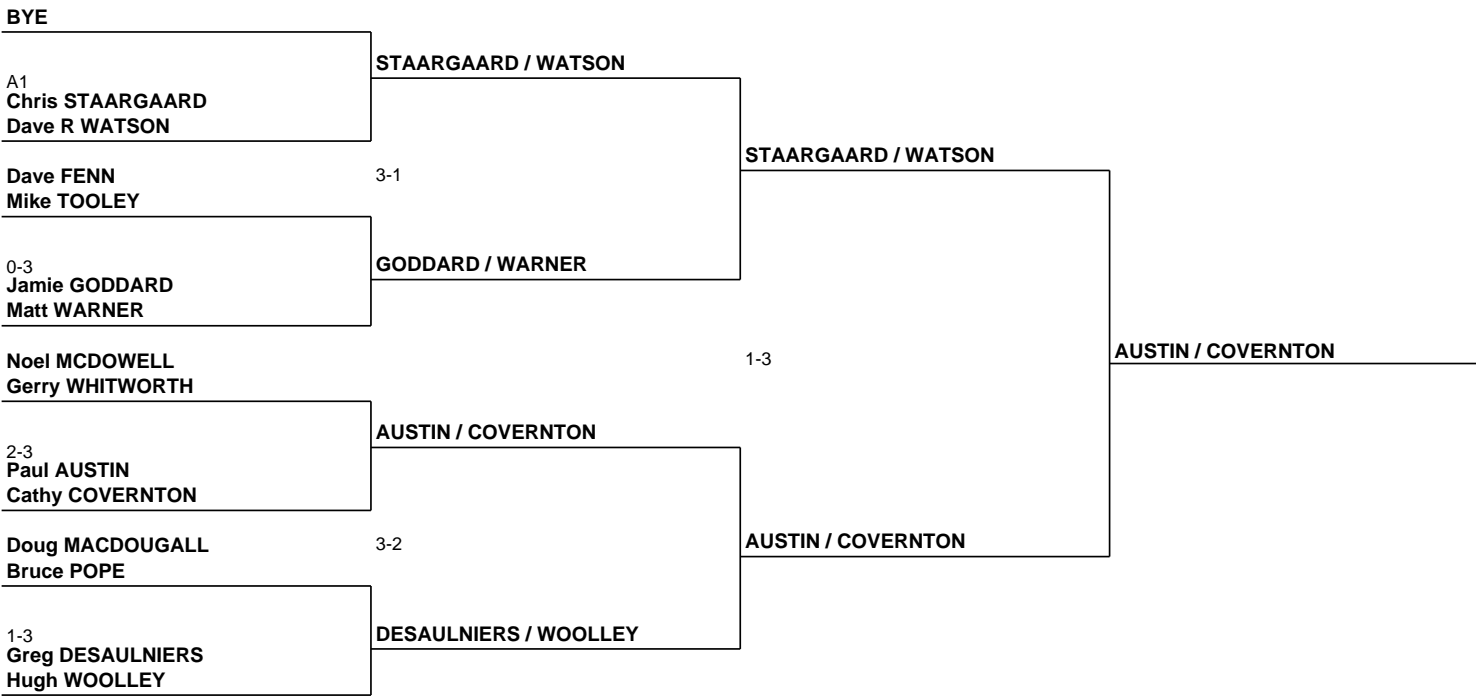 BYE
STAARGAARD / WATSON
A1
Chris STAARGAARD
Dave R WATSON
STAARGAARD / WATSON
Dave FENN
3-1
Mike TOOLEY
GODDARD / WARNER
0-3
Jamie GODDARD
Matt WARNER
AUSTIN / COVERNTON
Noel MCDOWELL
1-3
Gerry WHITWORTH
AUSTIN / COVERNTON
2-3
Paul AUSTIN
Cathy COVERNTON
AUSTIN / COVERNTON
Doug MACDOUGALL
3-2
Bruce POPE
DESAULNIERS / WOOLLEY
1-3
Greg DESAULNIERS
Hugh WOOLLEY